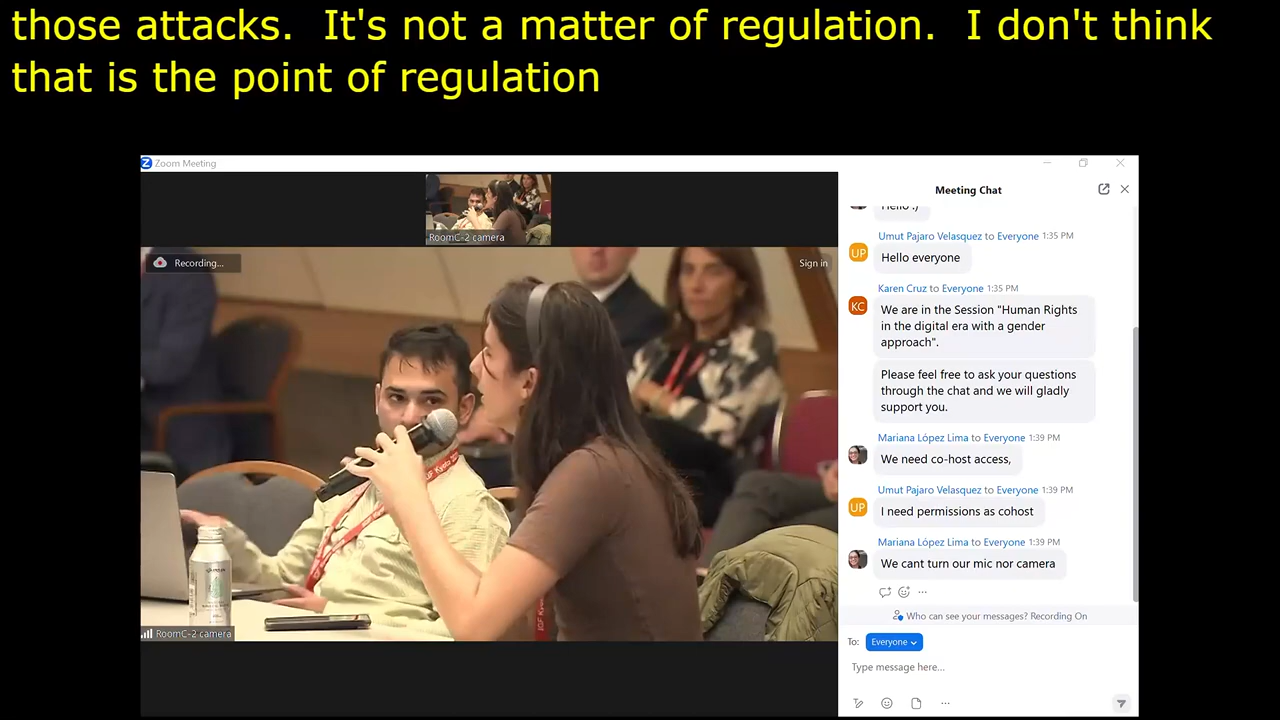 those attacks.  It's not a matter of regulation.  I don't think
that is the point of regulation
Zoom Meeting
RoomC-2 camera
Recording...
Sign in
RoomC-2 camera
Meeting Chat
Hello :)
Umut Pajaro Velasquez to Everyone 1:35 PM
UP
Hello everyone
Karen Cruz to Everyone 1:35 PM
KC
We are in the Session "Human Rights
in the digital era with a gender
approach".
Please feel free to ask your questions
through the chat and we will gladly
support you.
Mariana López Lima to Everyone 1:39 PM
We need co-host access,
Umut Pajaro Velasquez to Everyone 1:39 PM
UP
I need permissions as cohost
Mariana López Lima to Everyone 1:39 PM
We cant turn our mic nor camera
Who can see your messages? Recording On
To: Everyone
Type message here...